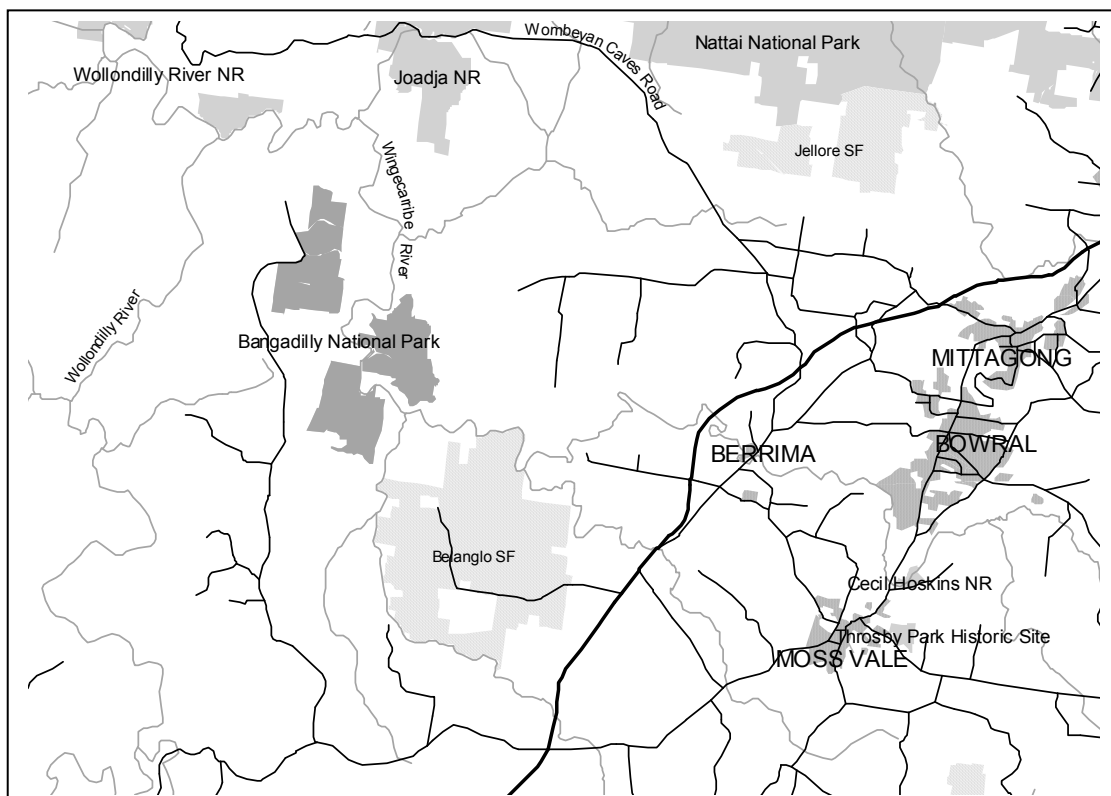 Wombeyan Caves Road
Nattai National Park
Wollondilly River NR
Joadja NR
Jellore SF
Wingecarribe River
Wollondilly River
Bangadilly National Park
MITTAGONG
BERRIMA
BOWRAL
Belanglo SF
Cecil Hoskins NR
Throsby Park Historic Site
MOSS VALE